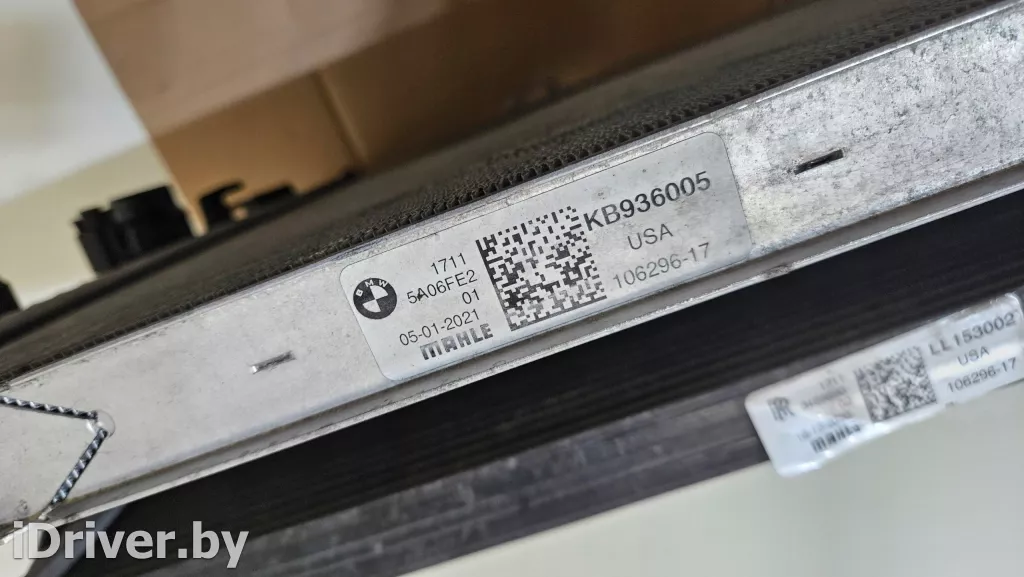 BMW
1711
5A06FE2
01
05-01-2021
MAHLE
KB936005
USA
106296-17
LL153002
USA
106296-17
MAHLE
iDriver.by